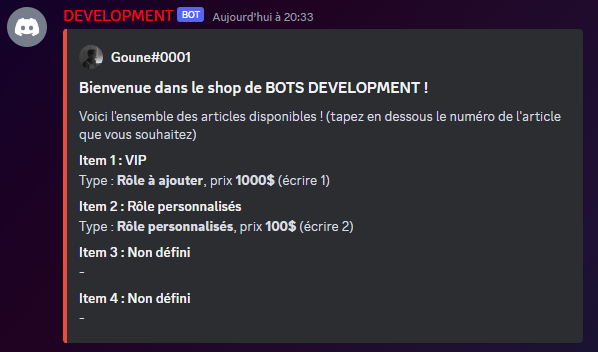 DEVELOPMENT BOT Aujourd'hui à 20:33
Goune#0001
Bienvenue dans le shop de BOTS DEVELOPMENT !
Voici l'ensemble des articles disponibles ! (tapez en dessous le numéro de l'article
que vous souhaitez)
Item 1 : VIP
Type : Rôle à ajouter, prix 1000$ (écrire 1)
Item 2 : Rôle personnalisés
Type : Rôle personnalisés, prix 100$ (écrire 2)
Item 3 : Non défini
-
Item 4 : Non défini
-